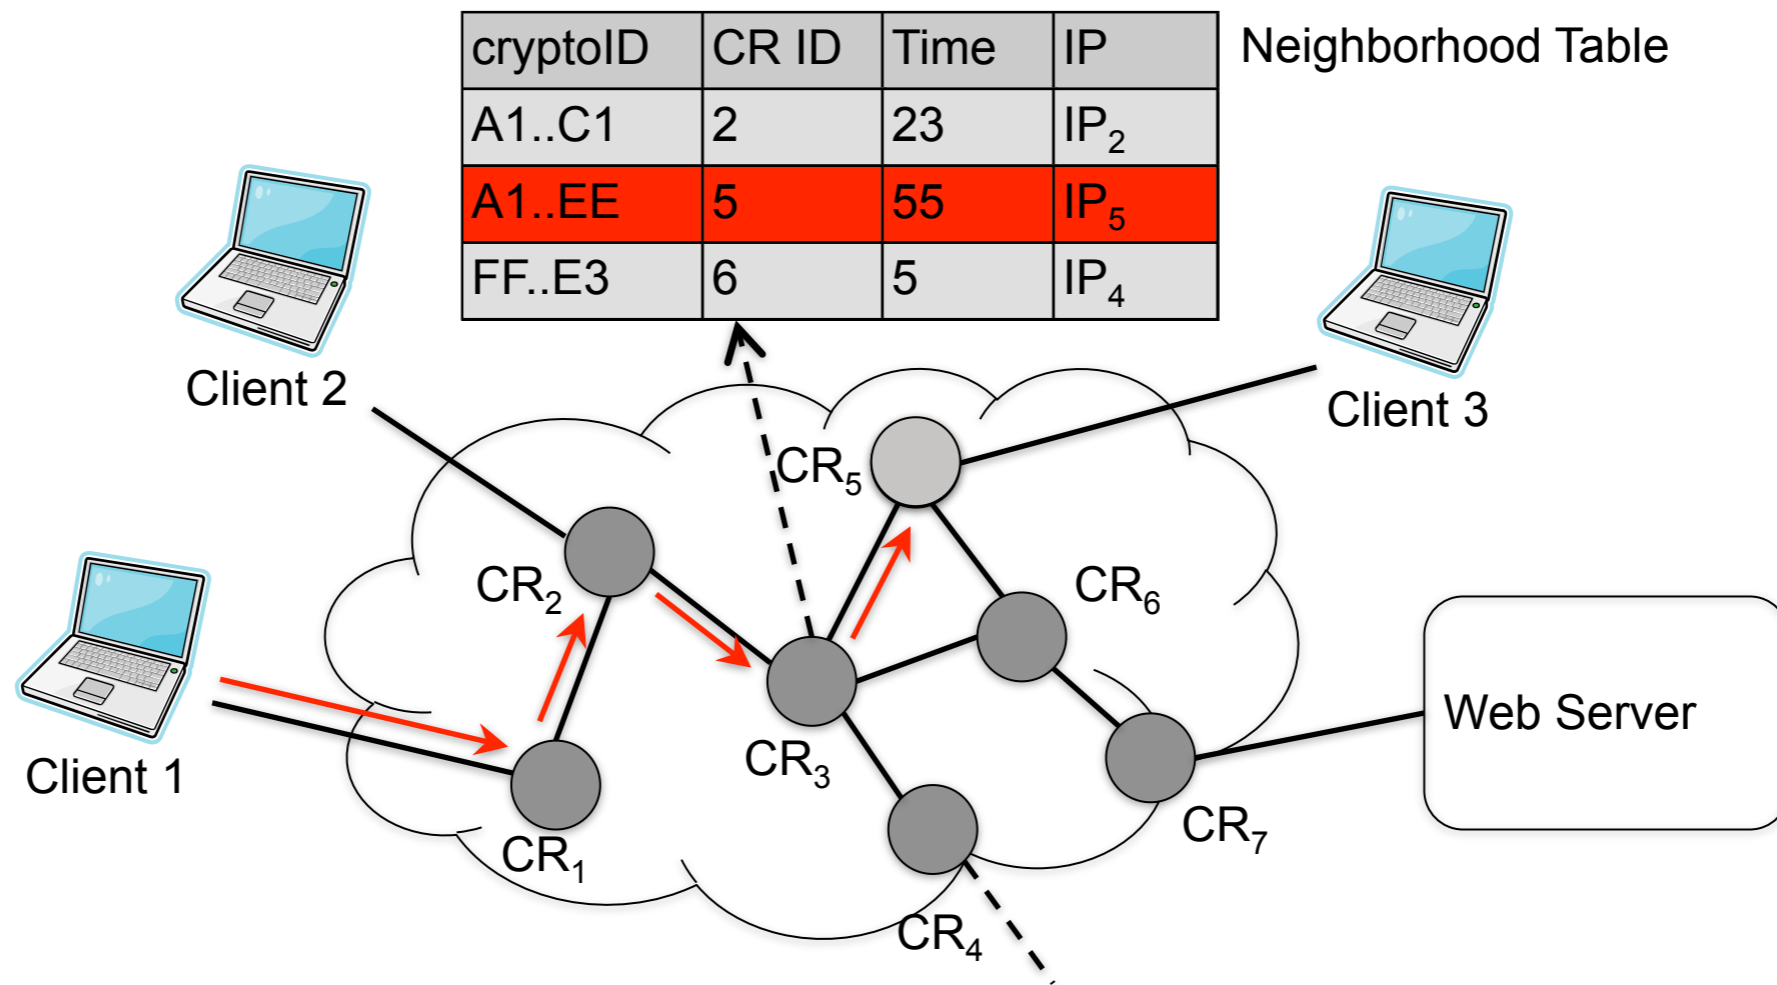 cryptoID CR ID Time IP
Neighborhood Table
A1..C1 2 23 IP₂
A1..EE 5 55 IP₅
FF..E3 6 5 IP₄
Client 2
Client 3
CR₅
CR₂
CR₆
Web Server
Client 1
CR₃
CR₇
CR₁
CR₄